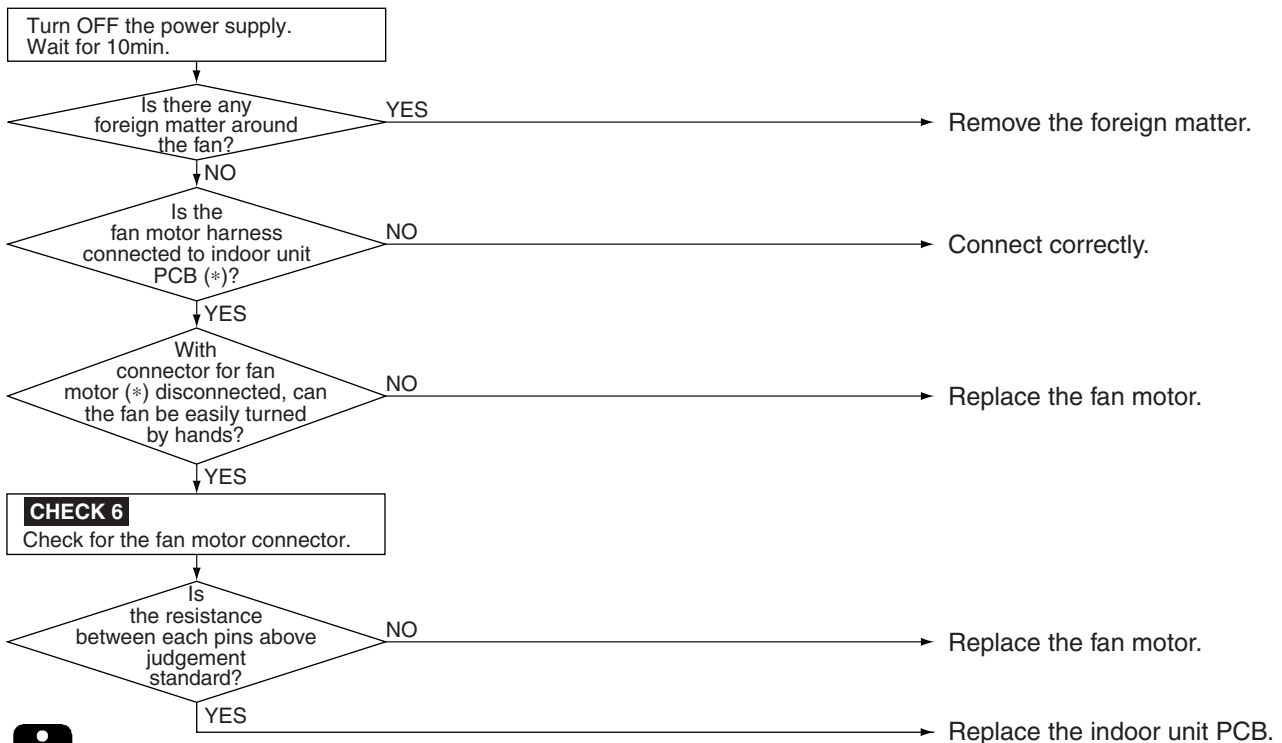 Turn OFF the power supply.
Wait for 10min.
Is there any
foreign matter around
the fan?
YES
Remove the foreign matter.
NO
Is the
fan motor harness
connected to indoor unit
PCB (*)?
NO
Connect correctly.
YES
With
connector for fan
motor (*) disconnected, can
the fan be easily turned
by hands?
NO
Replace the fan motor.
YES
CHECK 6
Check for the fan motor connector.
Is
the resistance
between each pins above
judgement
standard?
NO
Replace the fan motor.
YES
Replace the indoor unit PCB.